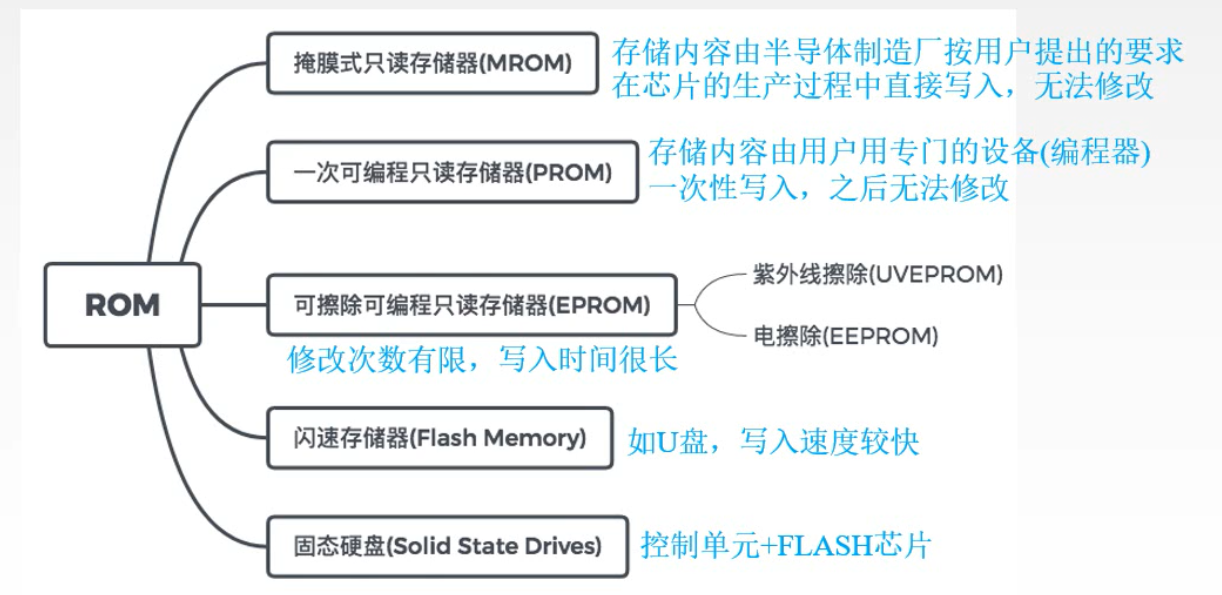 掩膜式只读存储器(MROM)
存储内容由半导体制造厂按用户提出的要求
在芯片的生产过程中直接写入，无法修改
一次可编程只读存储器(PROM)
存储内容由用户用专门的设备(编程器)
一次性写入，之后无法修改
ROM
可擦除可编程只读存储器(EPROM)
紫外线擦除(UVEPROM)
电擦除(EEPROM)
修改次数有限，写入时间很长
闪速存储器(Flash Memory)
如U盘，写入速度较快
固态硬盘(Solid State Drives)
控制单元+FLASH芯片